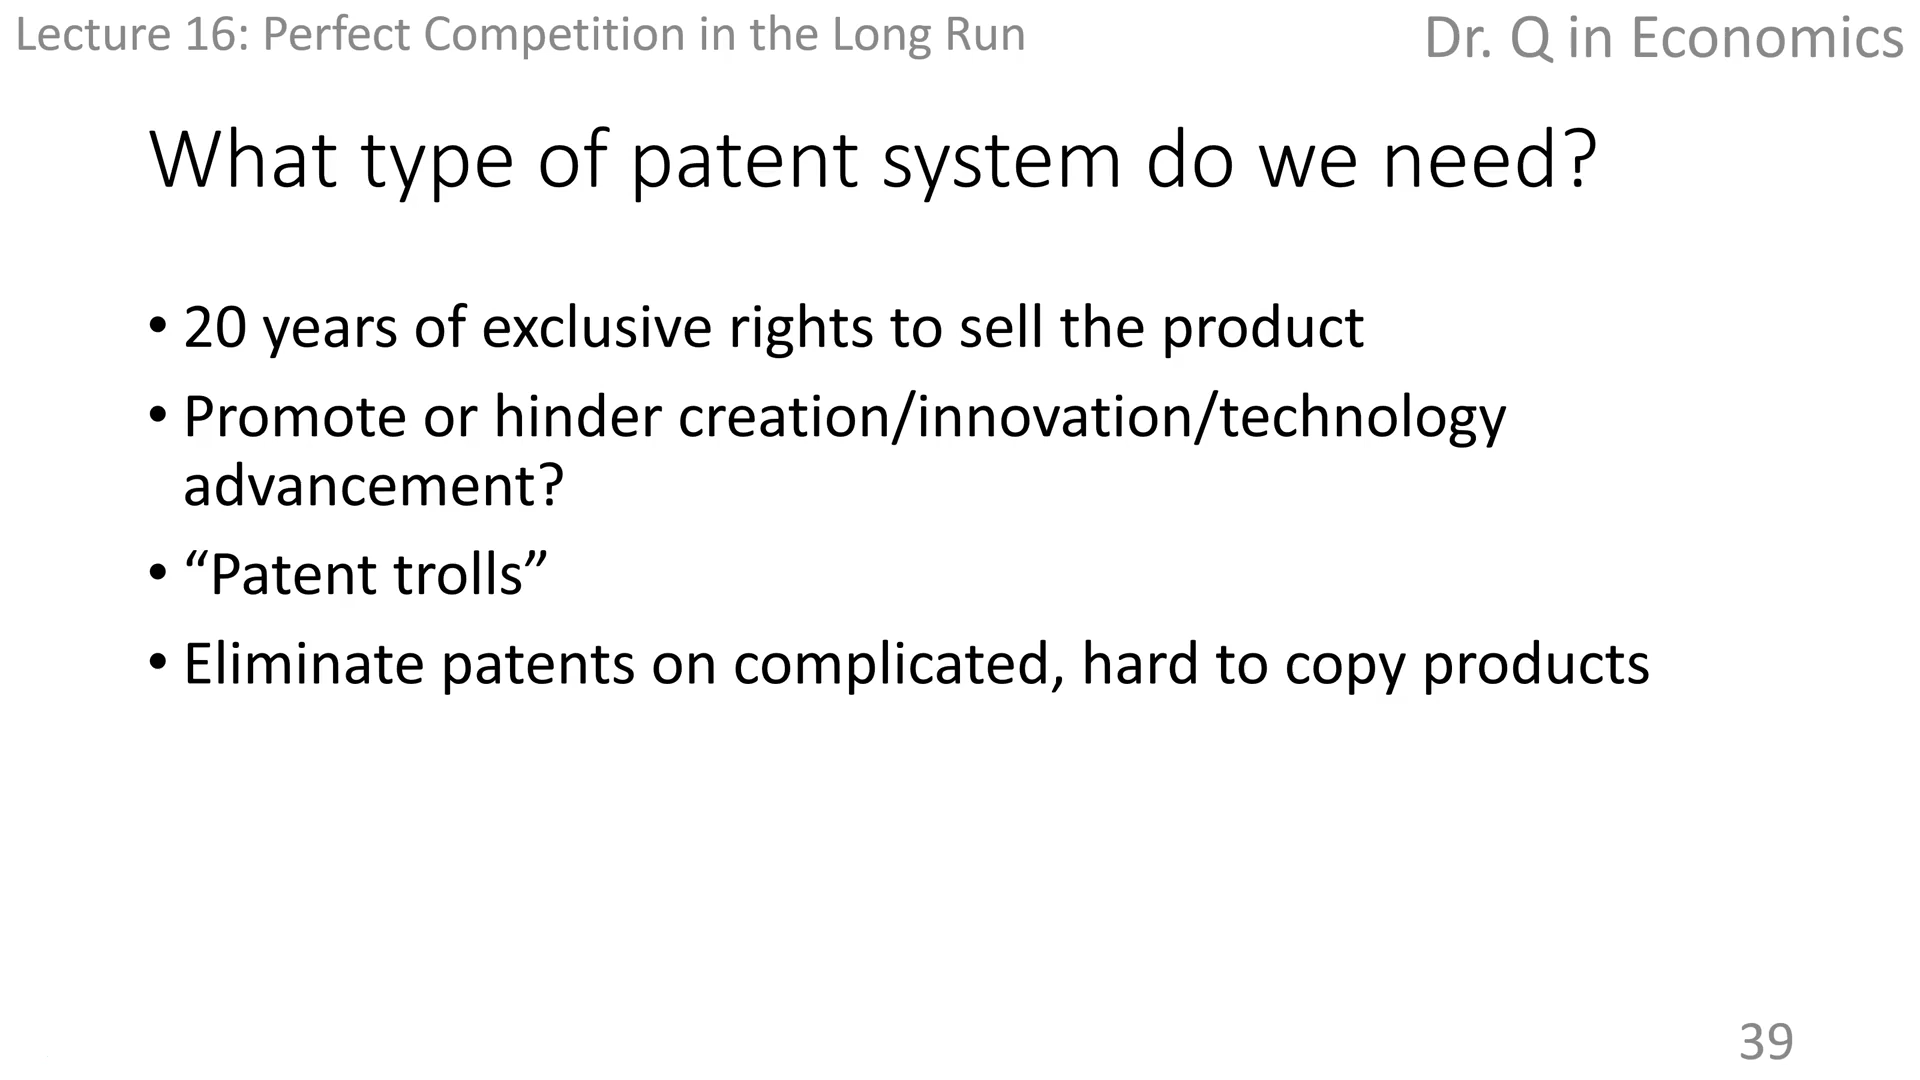 Lecture 16: Perfect Competition in the Long Run
Dr. Q in Economics
What type of patent system do we need?
• 20 years of exclusive rights to sell the product
• Promote or hinder creation/innovation/technology
advancement?
• “Patent trolls”
• Eliminate patents on complicated, hard to copy products
39